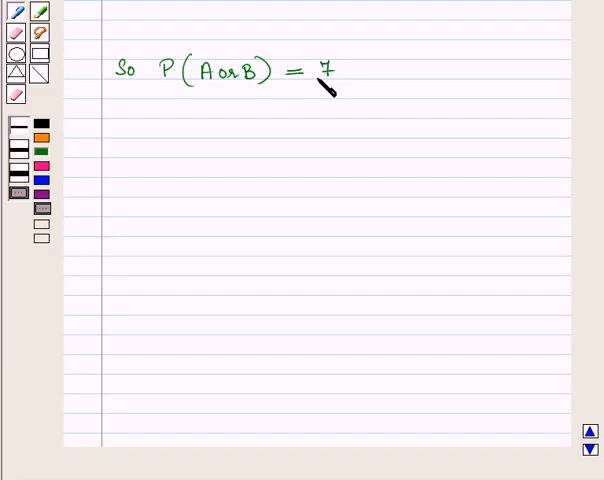 So P(A or B) = 7